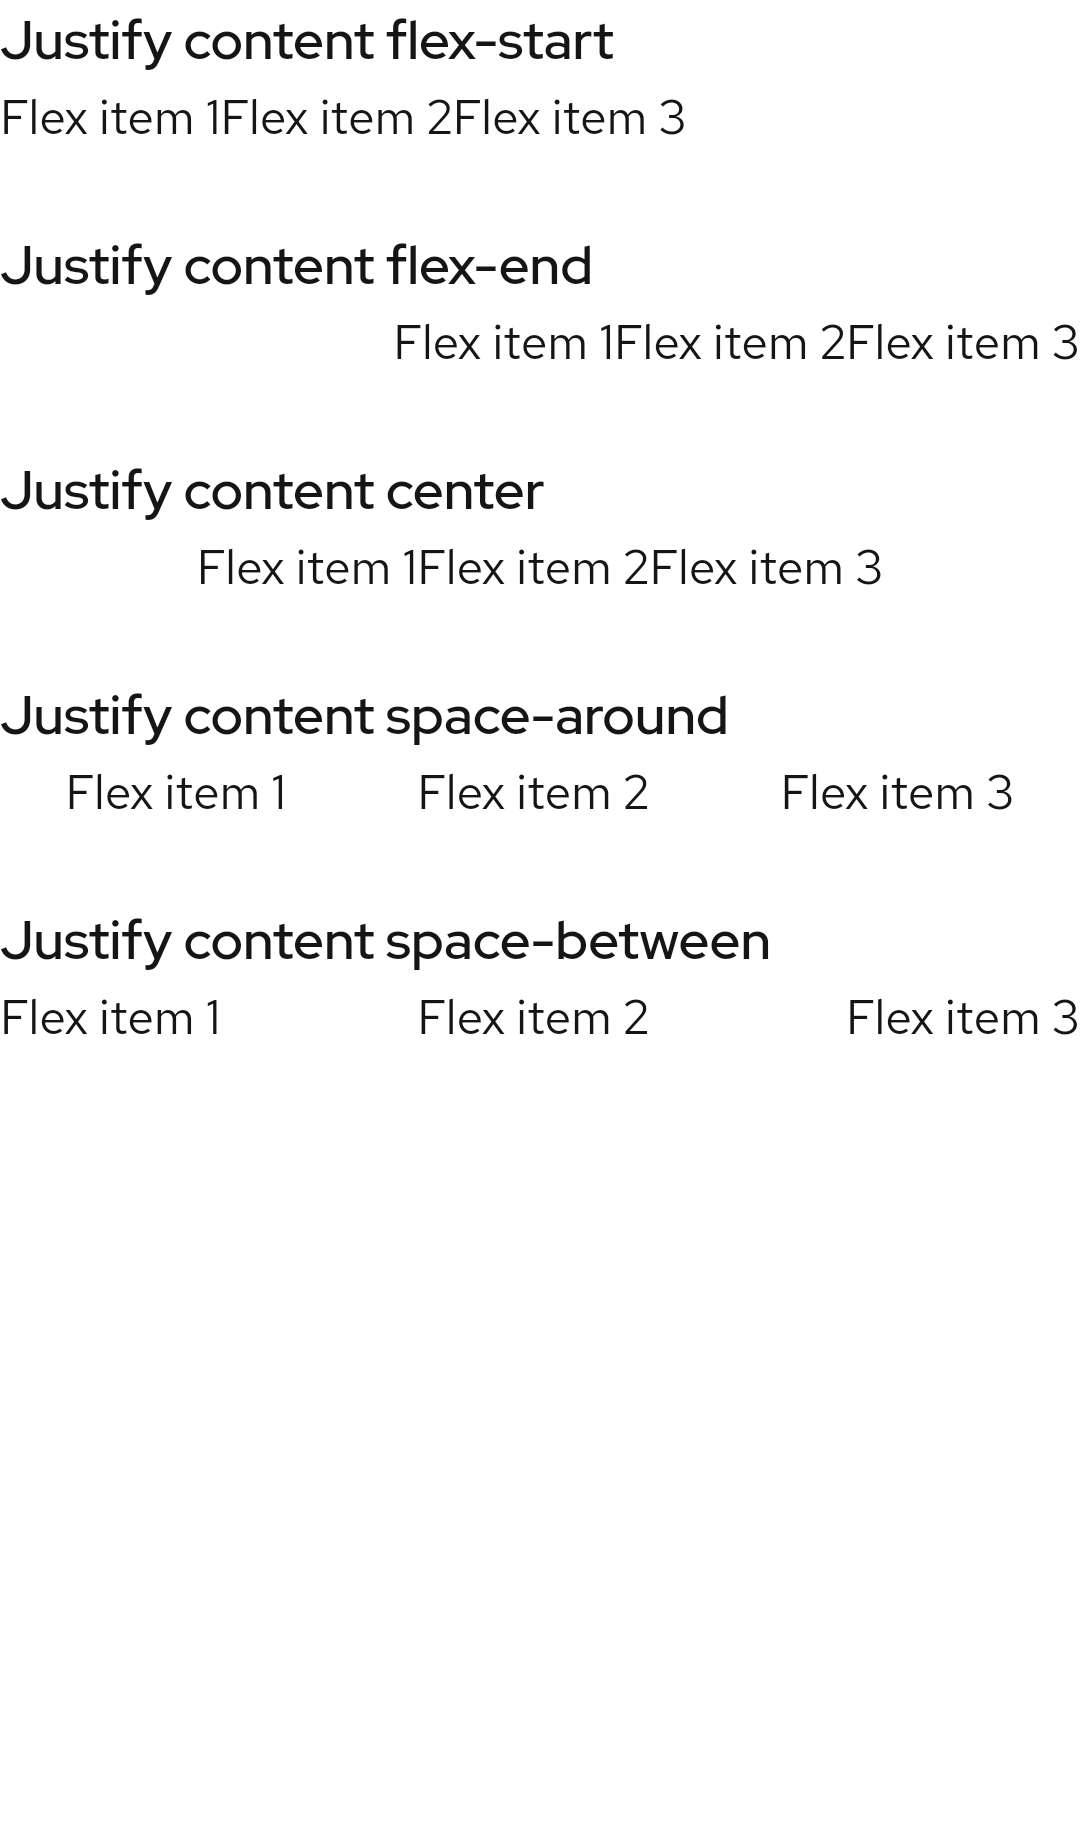 Justify content flex-start
Flex item 1Flex item 2Flex item 3
Justify content flex-end
Flex item 1Flex item 2Flex item 3
Justify content center
Flex item 1Flex item 2Flex item 3
Justify content space-around
Flex item 1 Flex item 2 Flex item 3
Justify content space-between
Flex item 1 Flex item 2 Flex item 3